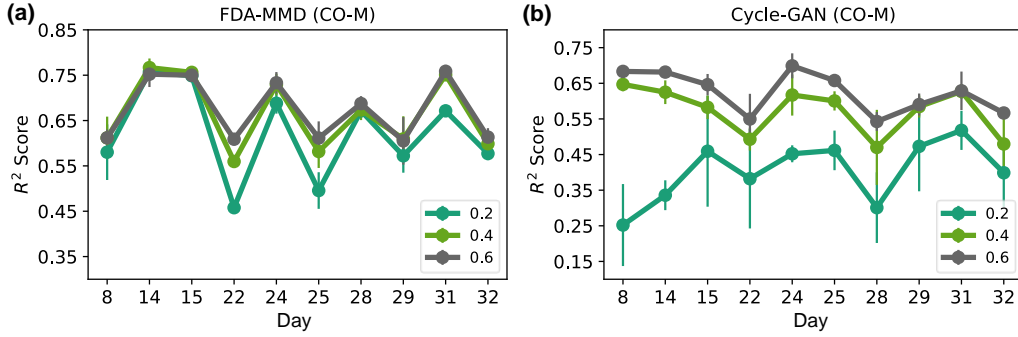 (a)
FDA-MMD (CO-M)
0.85
0.75
0.65
0.55
0.45
0.35
R² Score
8 14 15 22 24 25 28 29 31 32
Day
0.2
0.4
0.6
(b)
Cycle-GAN (CO-M)
0.75
0.65
0.55
0.45
0.35
0.25
0.15
R² Score
8 14 15 22 24 25 28 29 31 32
Day
0.2
0.4
0.6